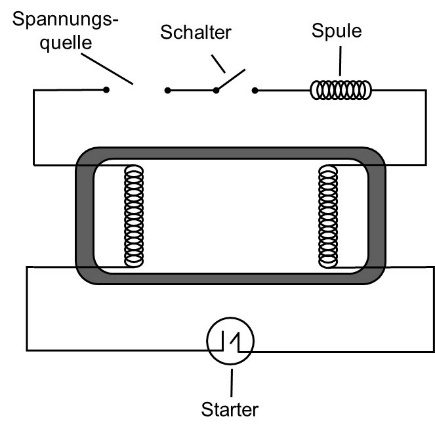 Spannungs-
quelle
Schalter
Spule
Starter